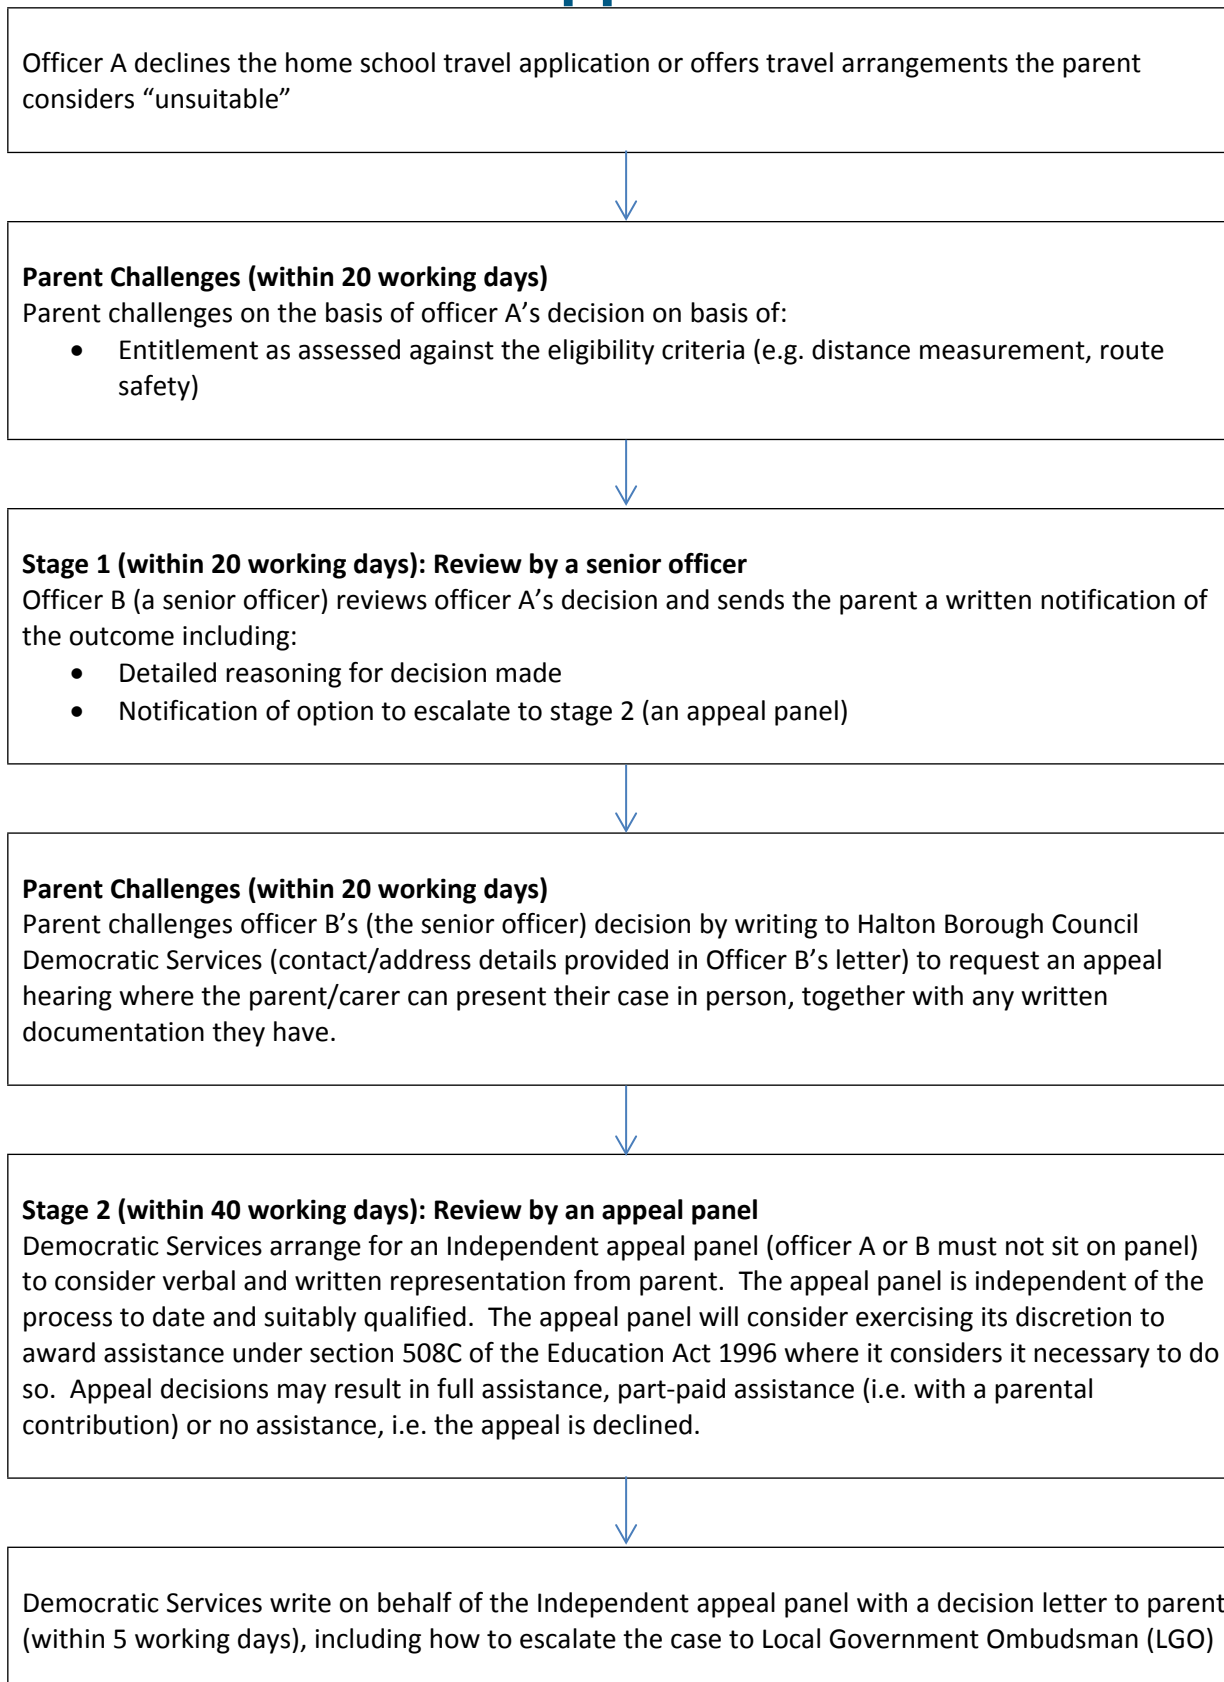 Officer A declines the home school travel application or offers travel arrangements the parent
considers “unsuitable”
Parent Challenges (within 20 working days)
Parent challenges on the basis of officer A’s decision on basis of:
• Entitlement as assessed against the eligibility criteria (e.g. distance measurement, route
safety)
Stage 1 (within 20 working days): Review by a senior officer
Officer B (a senior officer) reviews officer A’s decision and sends the parent a written notification of
the outcome including:
• Detailed reasoning for decision made
• Notification of option to escalate to stage 2 (an appeal panel)
Parent Challenges (within 20 working days)
Parent challenges officer B’s (the senior officer) decision by writing to Halton Borough Council
Democratic Services (contact/address details provided in Officer B’s letter) to request an appeal
hearing where the parent/carer can present their case in person, together with any written
documentation they have.
Stage 2 (within 40 working days): Review by an appeal panel
Democratic Services arrange for an Independent appeal panel (officer A or B must not sit on panel)
to consider verbal and written representation from parent.  The appeal panel is independent of the
process to date and suitably qualified.  The appeal panel will consider exercising its discretion to
award assistance under section 508C of the Education Act 1996 where it considers it necessary to do
so.  Appeal decisions may result in full assistance, part-paid assistance (i.e. with a parental
contribution) or no assistance, i.e. the appeal is declined.
Democratic Services write on behalf of the Independent appeal panel with a decision letter to parent
(within 5 working days), including how to escalate the case to Local Government Ombudsman (LGO)